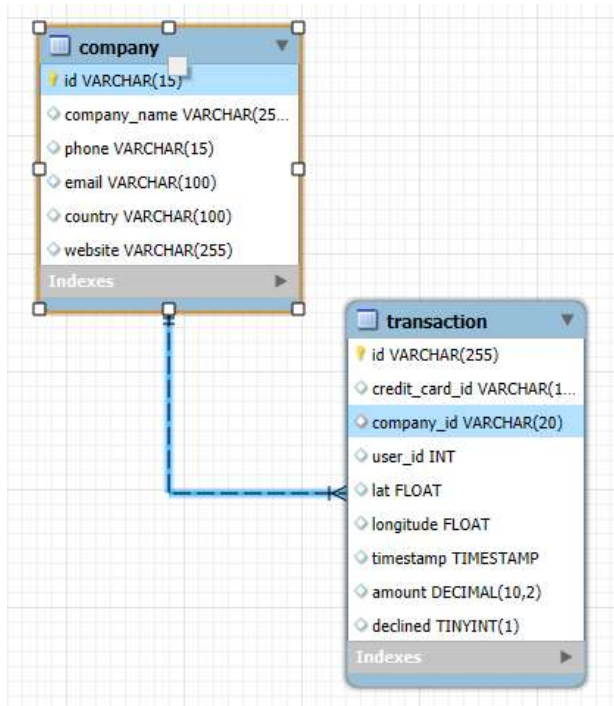 company
id VARCHAR(15)
company_name VARCHAR(25...
phone VARCHAR(15)
email VARCHAR(100)
country VARCHAR(100)
website VARCHAR(255)
Indexes
transaction
id VARCHAR(255)
credit_card_id VARCHAR(1...
company_id VARCHAR(20)
user_id INT
lat FLOAT
longitude FLOAT
timestamp TIMESTAMP
amount DECIMAL(10,2)
declined TINYINT(1)
Indexes